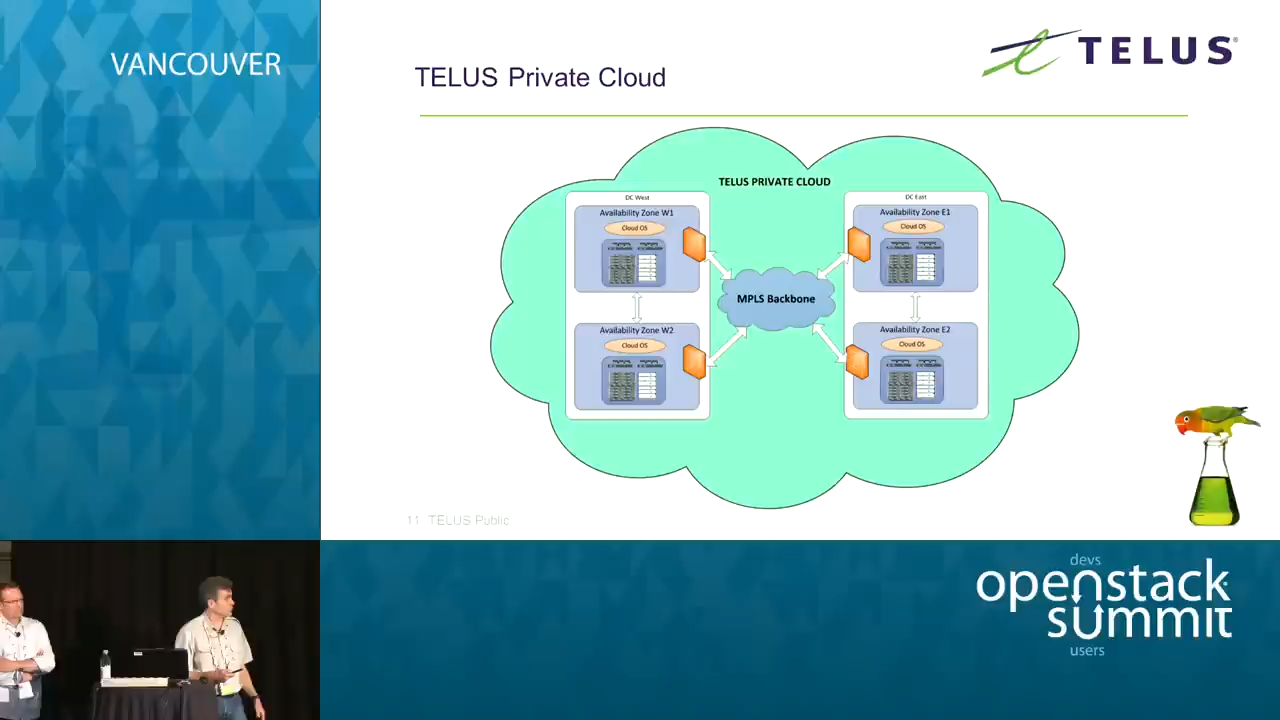 VANCOUVER
TELUS Private Cloud
TELUS®
TELUS PRIVATE CLOUD
DC West
Availability Zone W1
Cloud OS
Availability Zone W2
Cloud OS
MPLS Backbone
DC East
Availability Zone E1
Cloud OS
Availability Zone E2
Cloud OS
11 TELUS Public
devs
openstack
summit
users